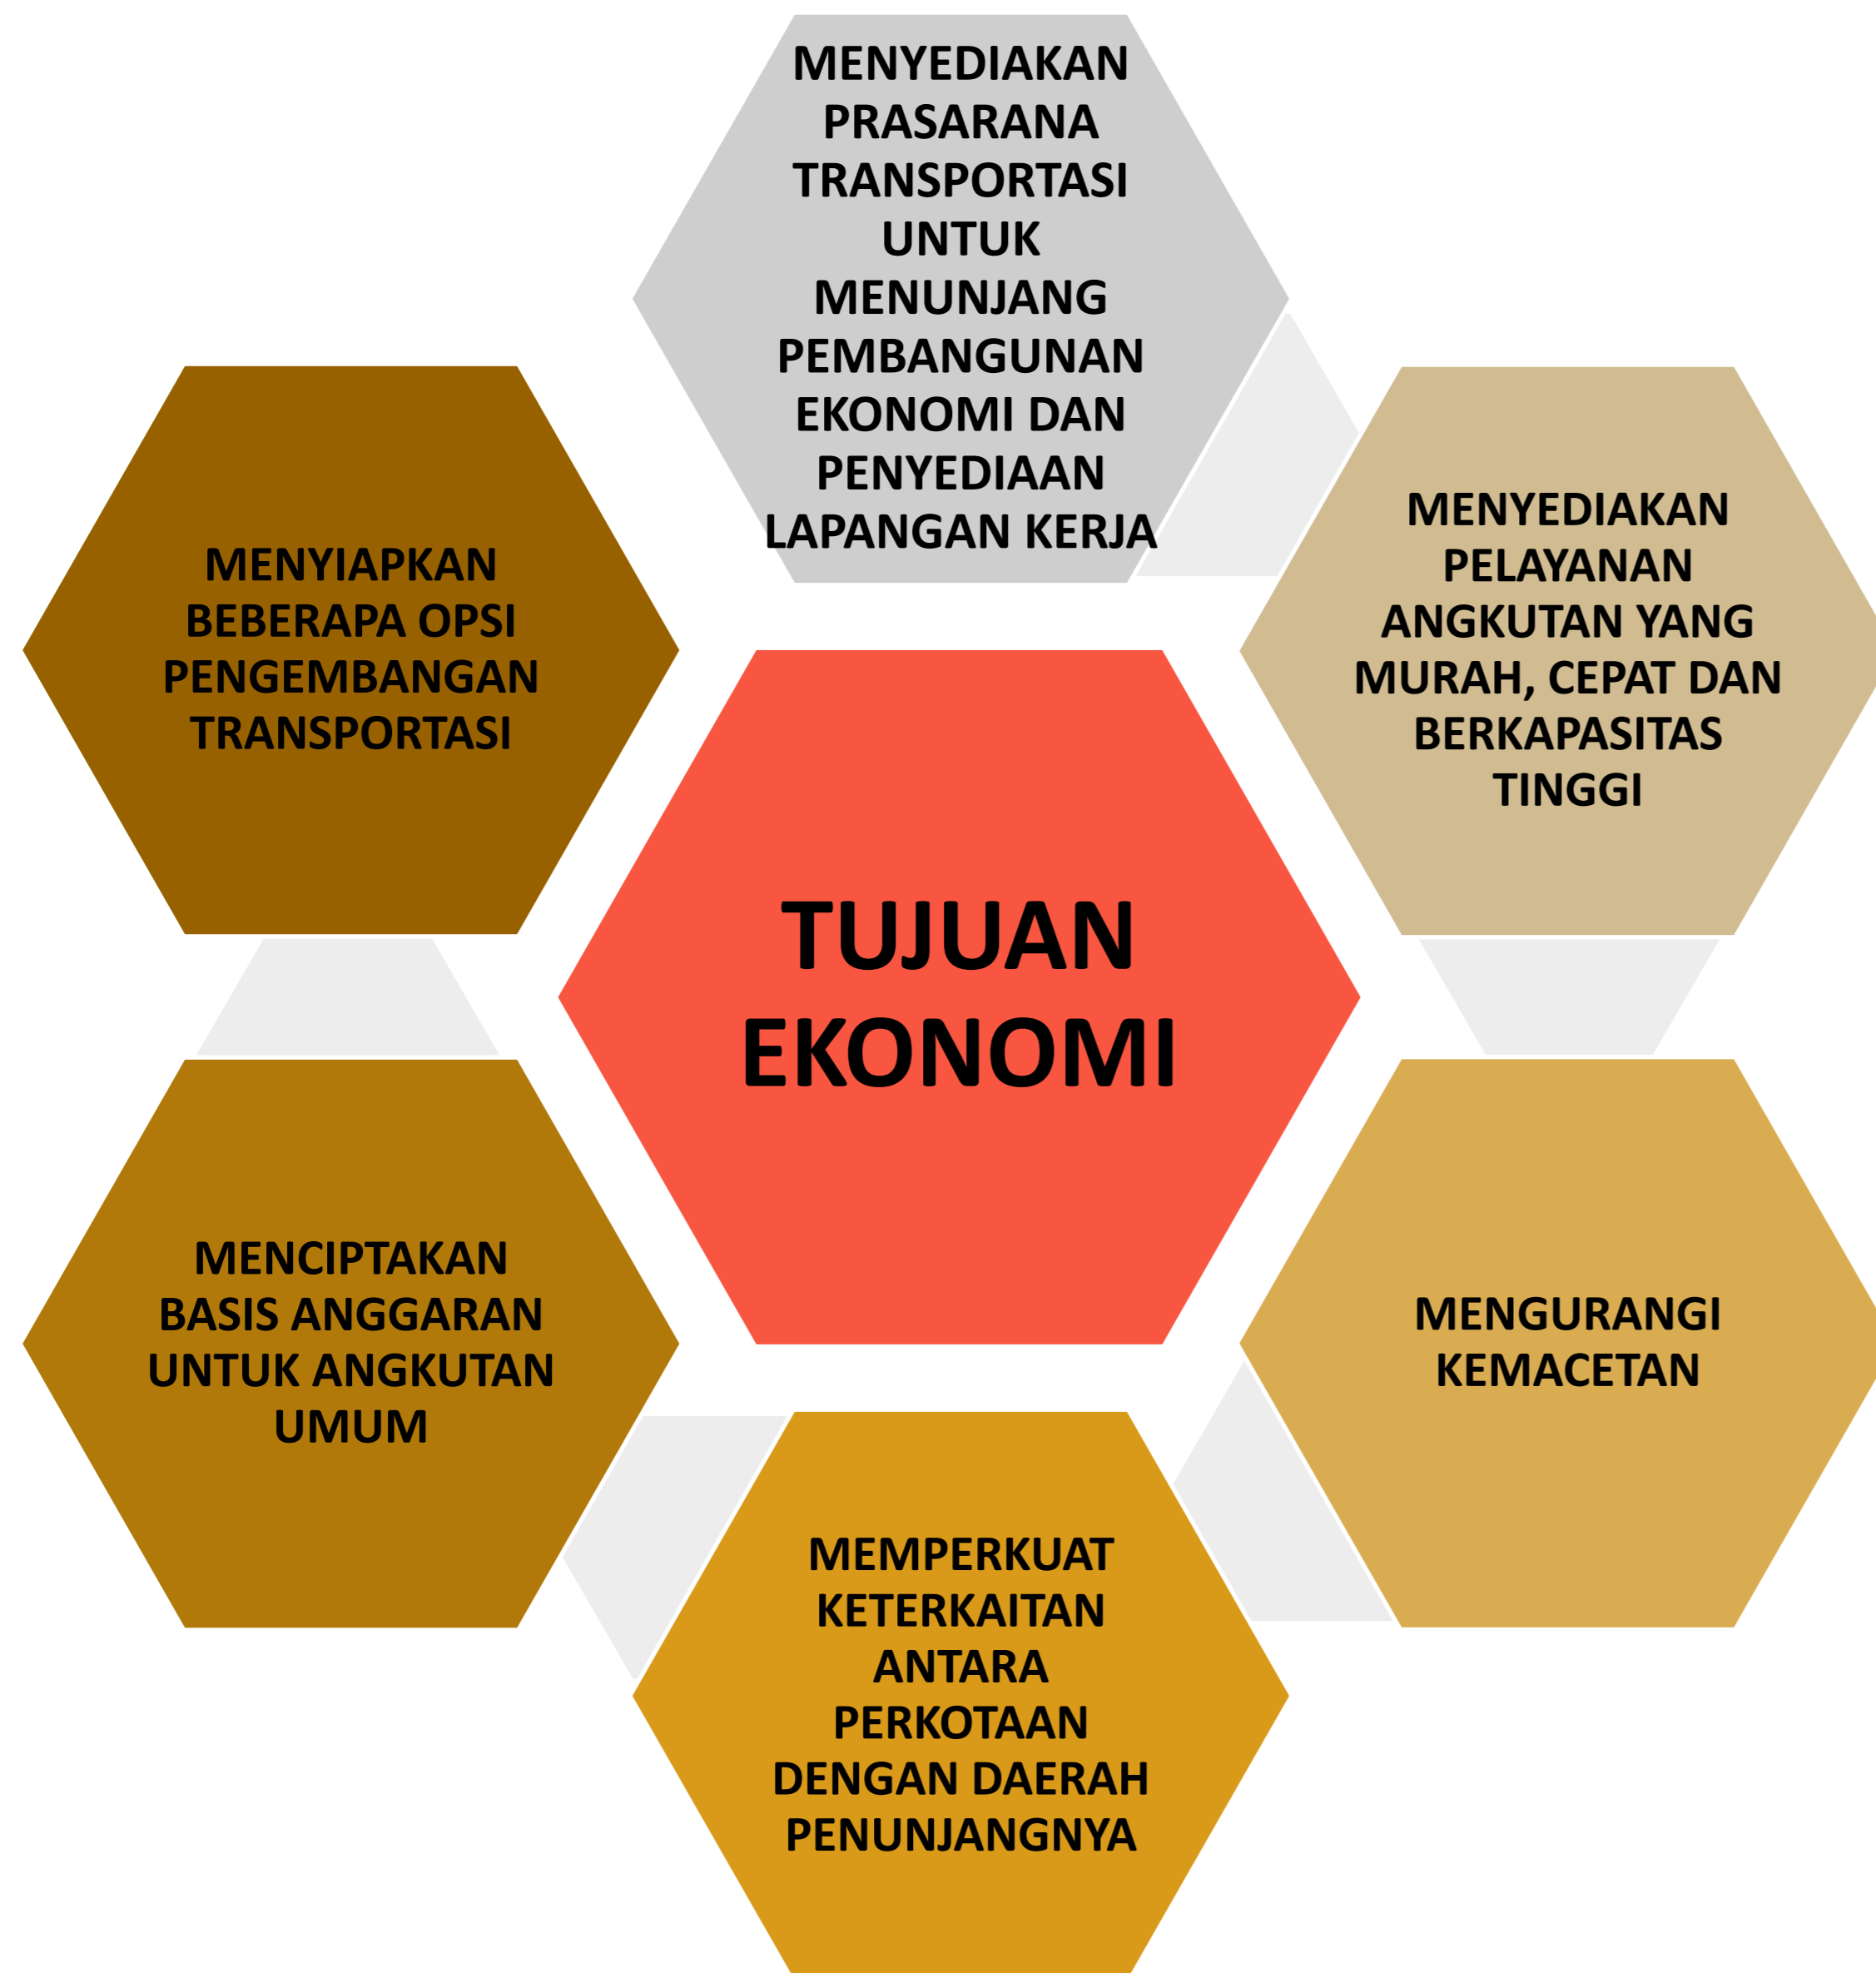 MENYEDIAKAN
PRASARANA
TRANSPORTASI
UNTUK
MENUNJANG
PEMBANGUNAN
EKONOMI DAN
PENYEDIAAN
LAPANGAN KERJA
MENYEDIAKAN
PELAYANAN
ANGKUTAN YANG
MURAH, CEPAT DAN
BERKAPASITAS
TINGGI
MENGURANGI
KEMACETAN
MEMPERKUAT
KETERKAITAN
ANTARA
PERKOTAAN
DENGAN DAERAH
PENUNJANGNYA
MENCIPTAKAN
BASIS ANGGARAN
UNTUK ANGKUTAN
UMUM
MENYIAPKAN
BEBERAPA OPSI
PENGEMBANGAN
TRANSPORTASI
TUJUAN
EKONOMI